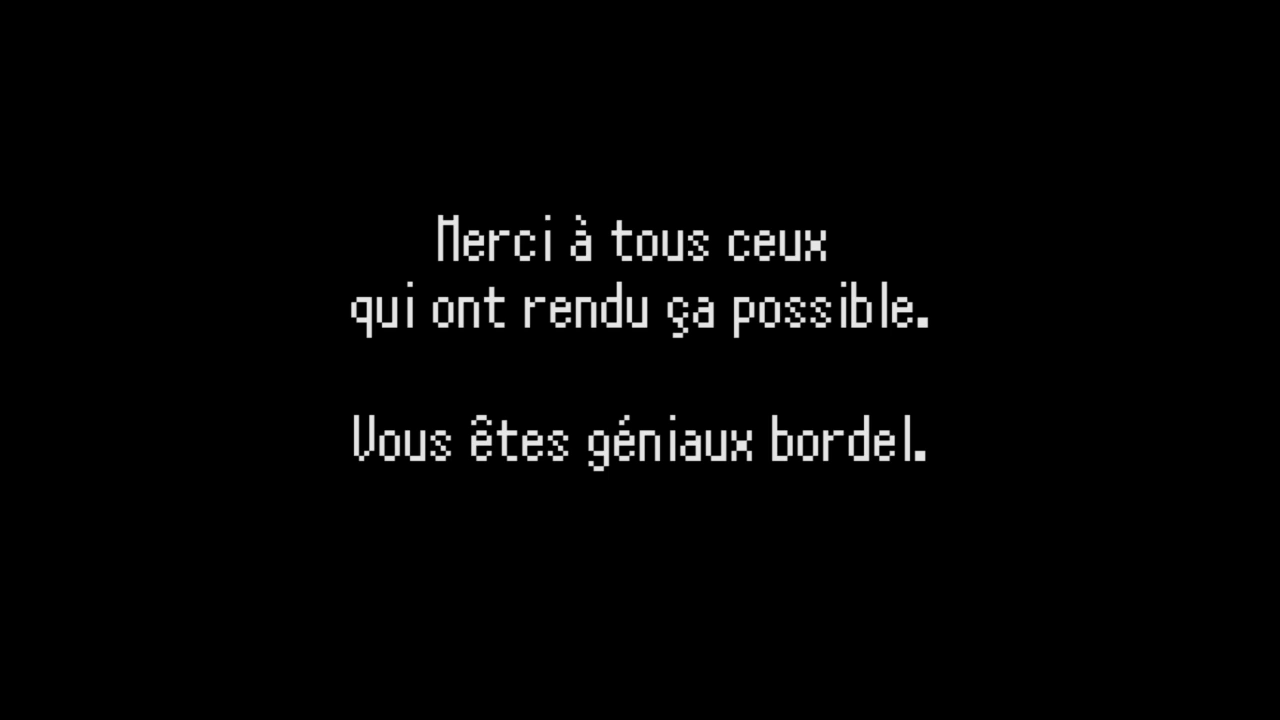 Merci à tous ceux
qui ont rendu ça possible.
Vous êtes géniaux bordel.